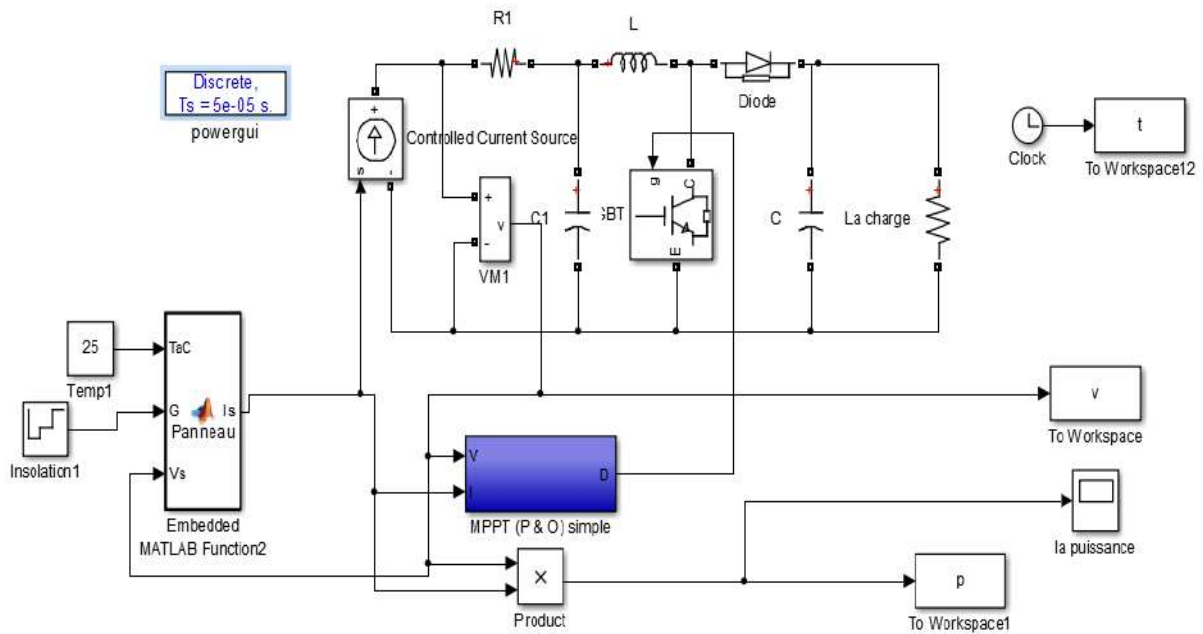 R1
L
Discrete,
Ts = 5e-05 s.
powergui
Diode
+
s
-
Controlled Current Source
g
C
E
Clock
t
To Workspace12
+
-
v
VM1
C1
GBT
C
La charge
25
Temp1
TaC
G
Is
Panneau
Vs
Insolation1
Embedded
MATLAB Function2
V
I
D
MPPT (P & O) simple
v
To Workspace
la puissance
×
Product
p
To Workspace1